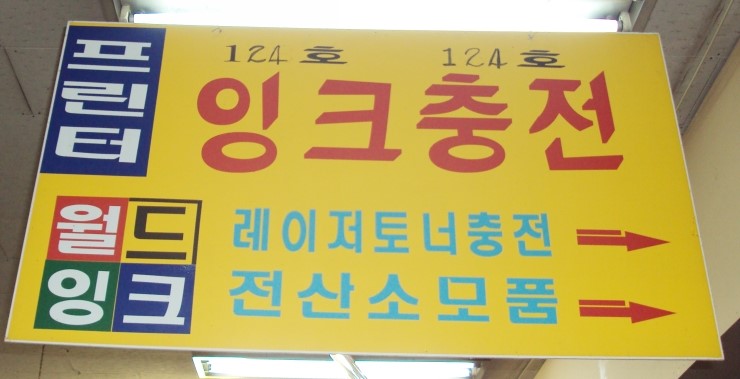 프린터
124호 124호
잉크충전
월드
잉크
레이저토너충전
전산소모품